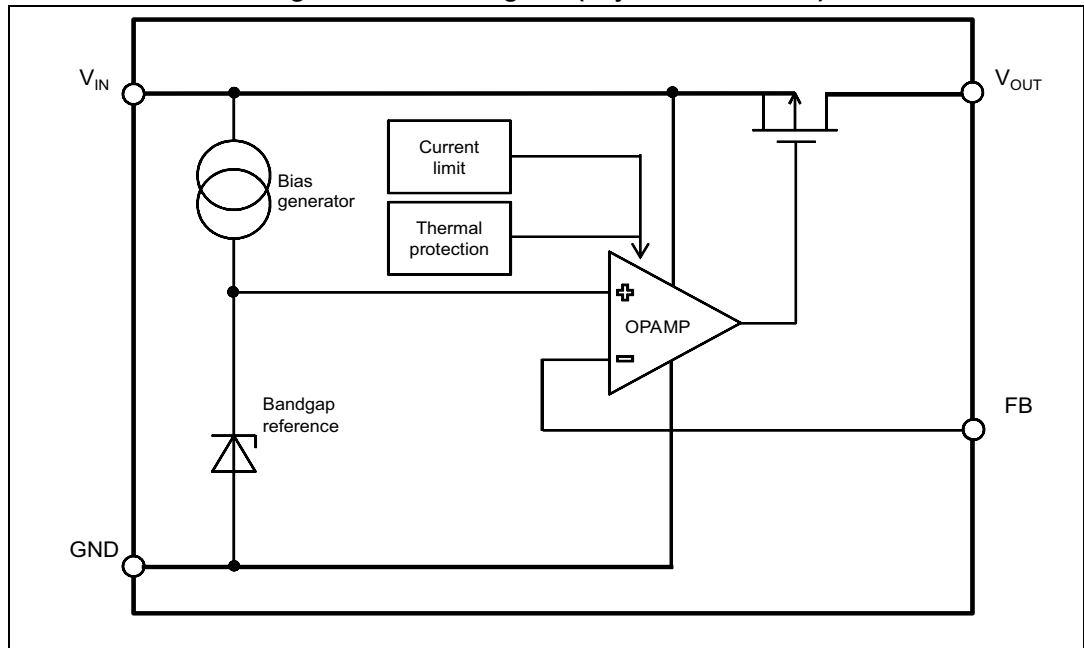 V_IN
V_OUT
Current
limit
Bias
generator
Thermal
protection
+
OPAMP
-
Bandgap
reference
FB
GND